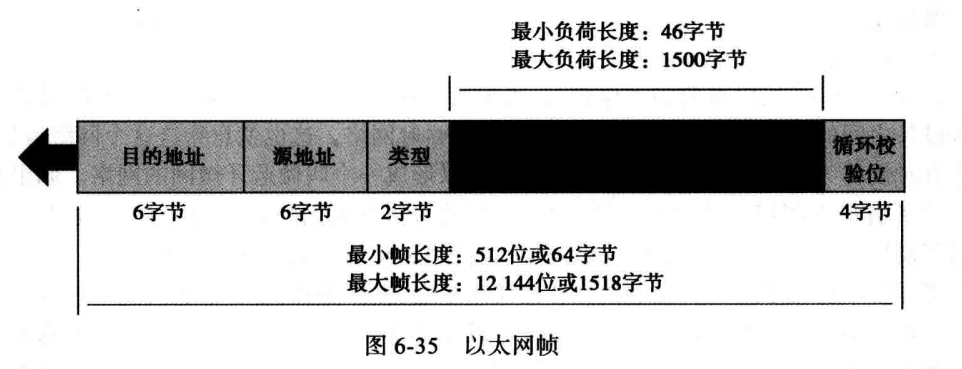 最小负荷长度：46字节
最大负荷长度：1500字节
目的地址 源地址 类型 循环校
验位
6字节 6字节 2字节 4字节
最小帧长度：512位或64字节
最大帧长度：12 144位或1518字节
图 6-35 以太网帧